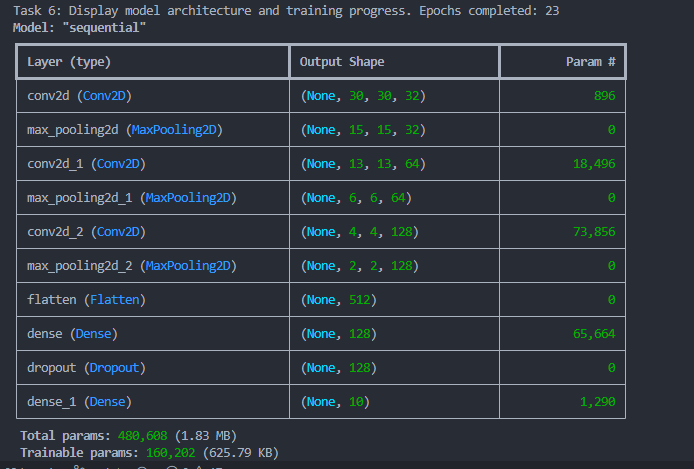 Task 6: Display model architecture and training progress. Epochs completed: 23
Model: "sequential"
Layer (type) Output Shape Param #
conv2d (Conv2D) (None, 30, 30, 32) 896
max_pooling2d (MaxPooling2D) (None, 15, 15, 32) 0
conv2d_1 (Conv2D) (None, 13, 13, 64) 18,496
max_pooling2d_1 (MaxPooling2D) (None, 6, 6, 64) 0
conv2d_2 (Conv2D) (None, 4, 4, 128) 73,856
max_pooling2d_2 (MaxPooling2D) (None, 2, 2, 128) 0
flatten (Flatten) (None, 512) 0
dense (Dense) (None, 128) 65,664
dropout (Dropout) (None, 128) 0
dense_1 (Dense) (None, 10) 1,290
Total params: 480,608 (1.83 MB)
Trainable params: 160,202 (625.79 KB)